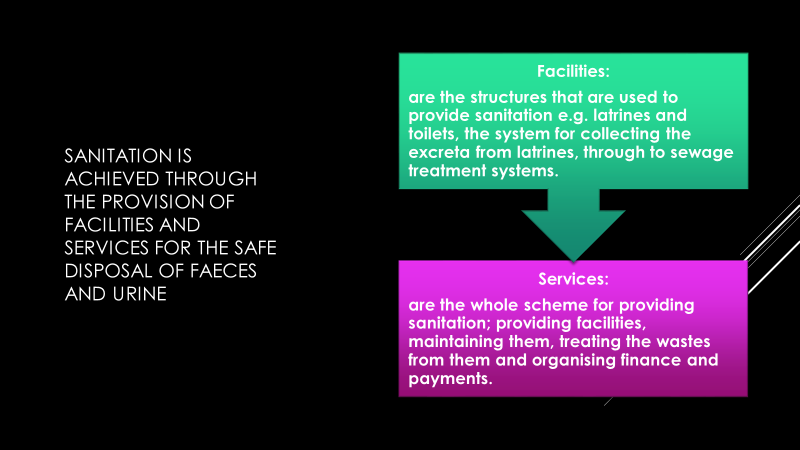 SANITATION IS
ACHIEVED THROUGH
THE PROVISION OF
FACILITIES AND
SERVICES FOR THE SAFE
DISPOSAL OF FAECES
AND URINE
Facilities:
are the structures that are used to
provide sanitation e.g. latrines and
toilets, the system for collecting the
excreta from latrines, through to sewage
treatment systems.
Services:
are the whole scheme for providing
sanitation; providing facilities,
maintaining them, treating the wastes
from them and organising finance and
payments.